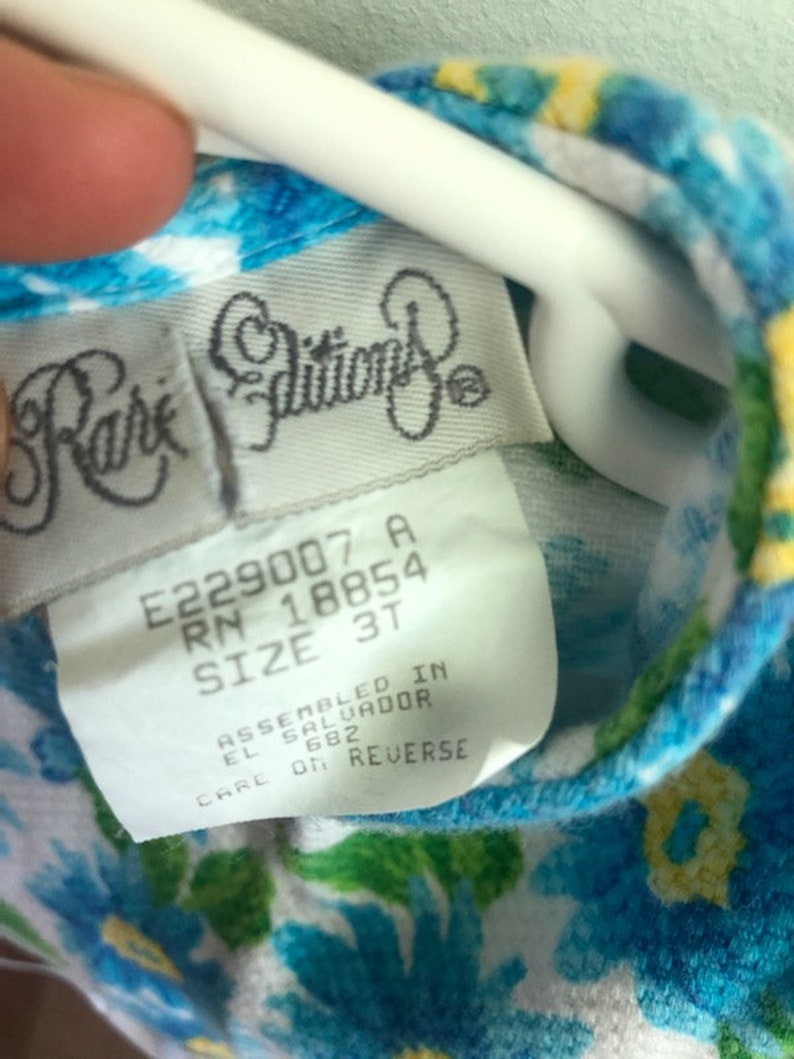 Rare Editions®
E229007 A
RN 18854
SIZE 3T
ASSEMBLED IN
EL SALVADOR
682
CARE ON REVERSE